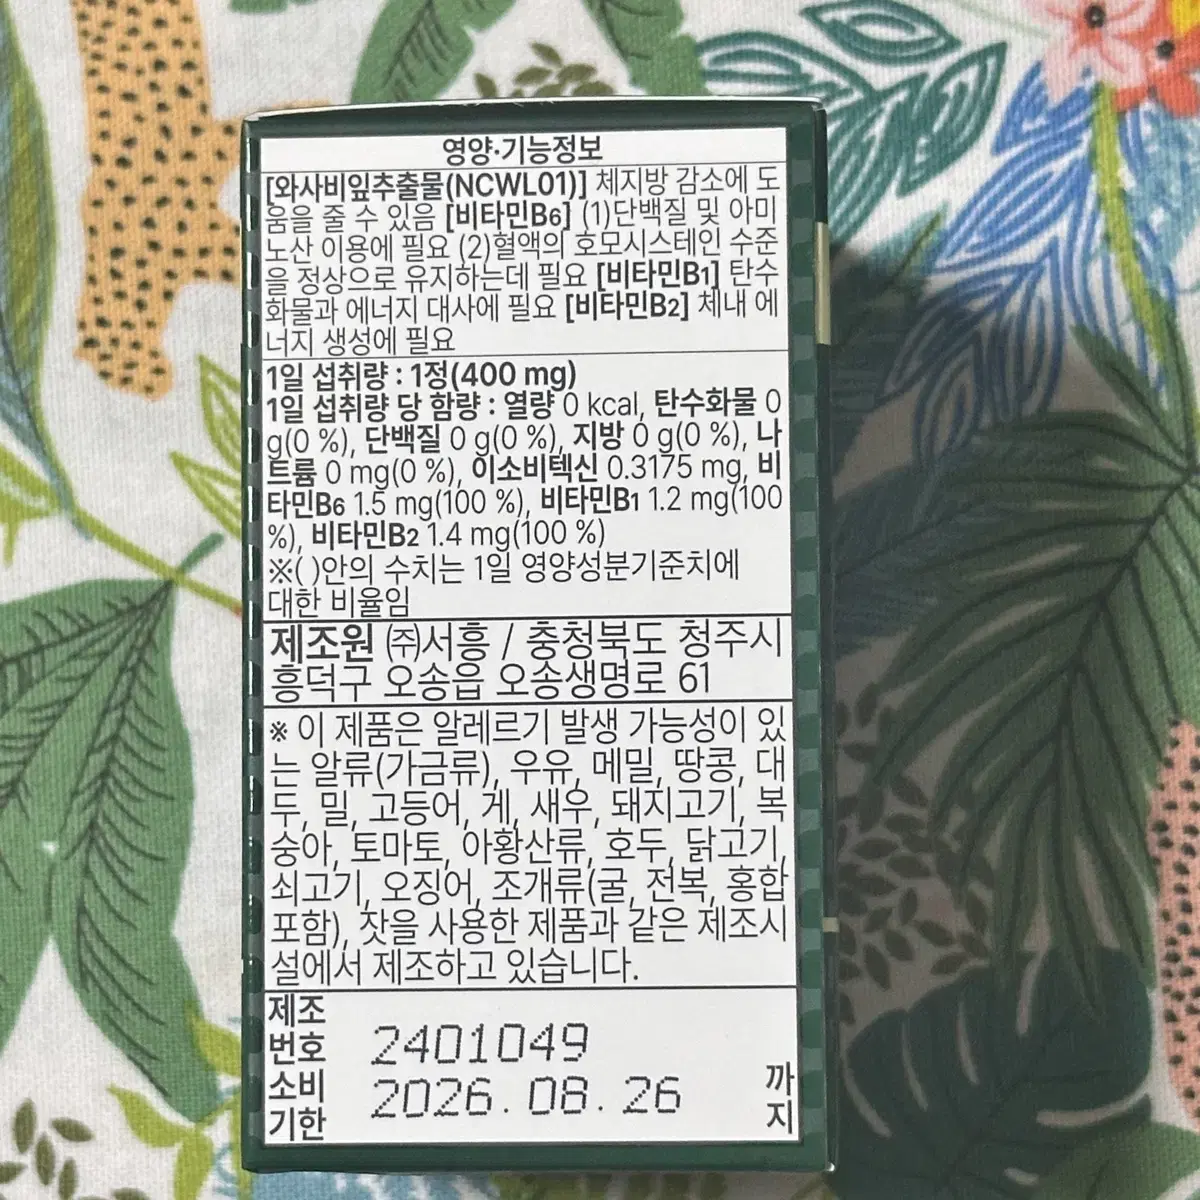 영양·기능정보
[와사비잎추출물(NCWL01)] 체지방 감소에 도
움을 줄 수 있음 [비타민B6] (1)단백질 및 아미
노산 이용에 필요 (2)혈액의 호모시스테인 수준
을 정상으로 유지하는데 필요 [비타민B1] 탄수
화물과 에너지 대사에 필요 [비타민B2] 체내 에
너지 생성에 필요
1일 섭취량 : 1정(400 mg)
1일 섭취량 당 함량 : 열량 0 kcal, 탄수화물 0
g(0 %), 단백질 0 g(0 %), 지방 0 g(0 %), 나
트륨 0 mg(0 %), 이소비텍신 0.3175 mg, 비
타민B6 1.5 mg(100 %), 비타민B1 1.2 mg(100
%), 비타민B2 1.4 mg(100 %)
※( )안의 수치는 1일 영양성분기준치에
대한 비율임
제조원 ㈜서흥 / 충청북도 청주시
흥덕구 오송읍 오송생명로 61
※ 이 제품은 알레르기 발생 가능성이 있
는 알류(가금류), 우유, 메밀, 땅콩, 대
두, 밀, 고등어, 게, 새우, 돼지고기, 복
숭아, 토마토, 아황산류, 호두, 닭고기,
쇠고기, 오징어, 조개류(굴, 전복, 홍합
포함), 잣을 사용한 제품과 같은 제조시
설에서 제조하고 있습니다.
제조
번호 2401049
소비
기한 2026. 08. 26 까
지